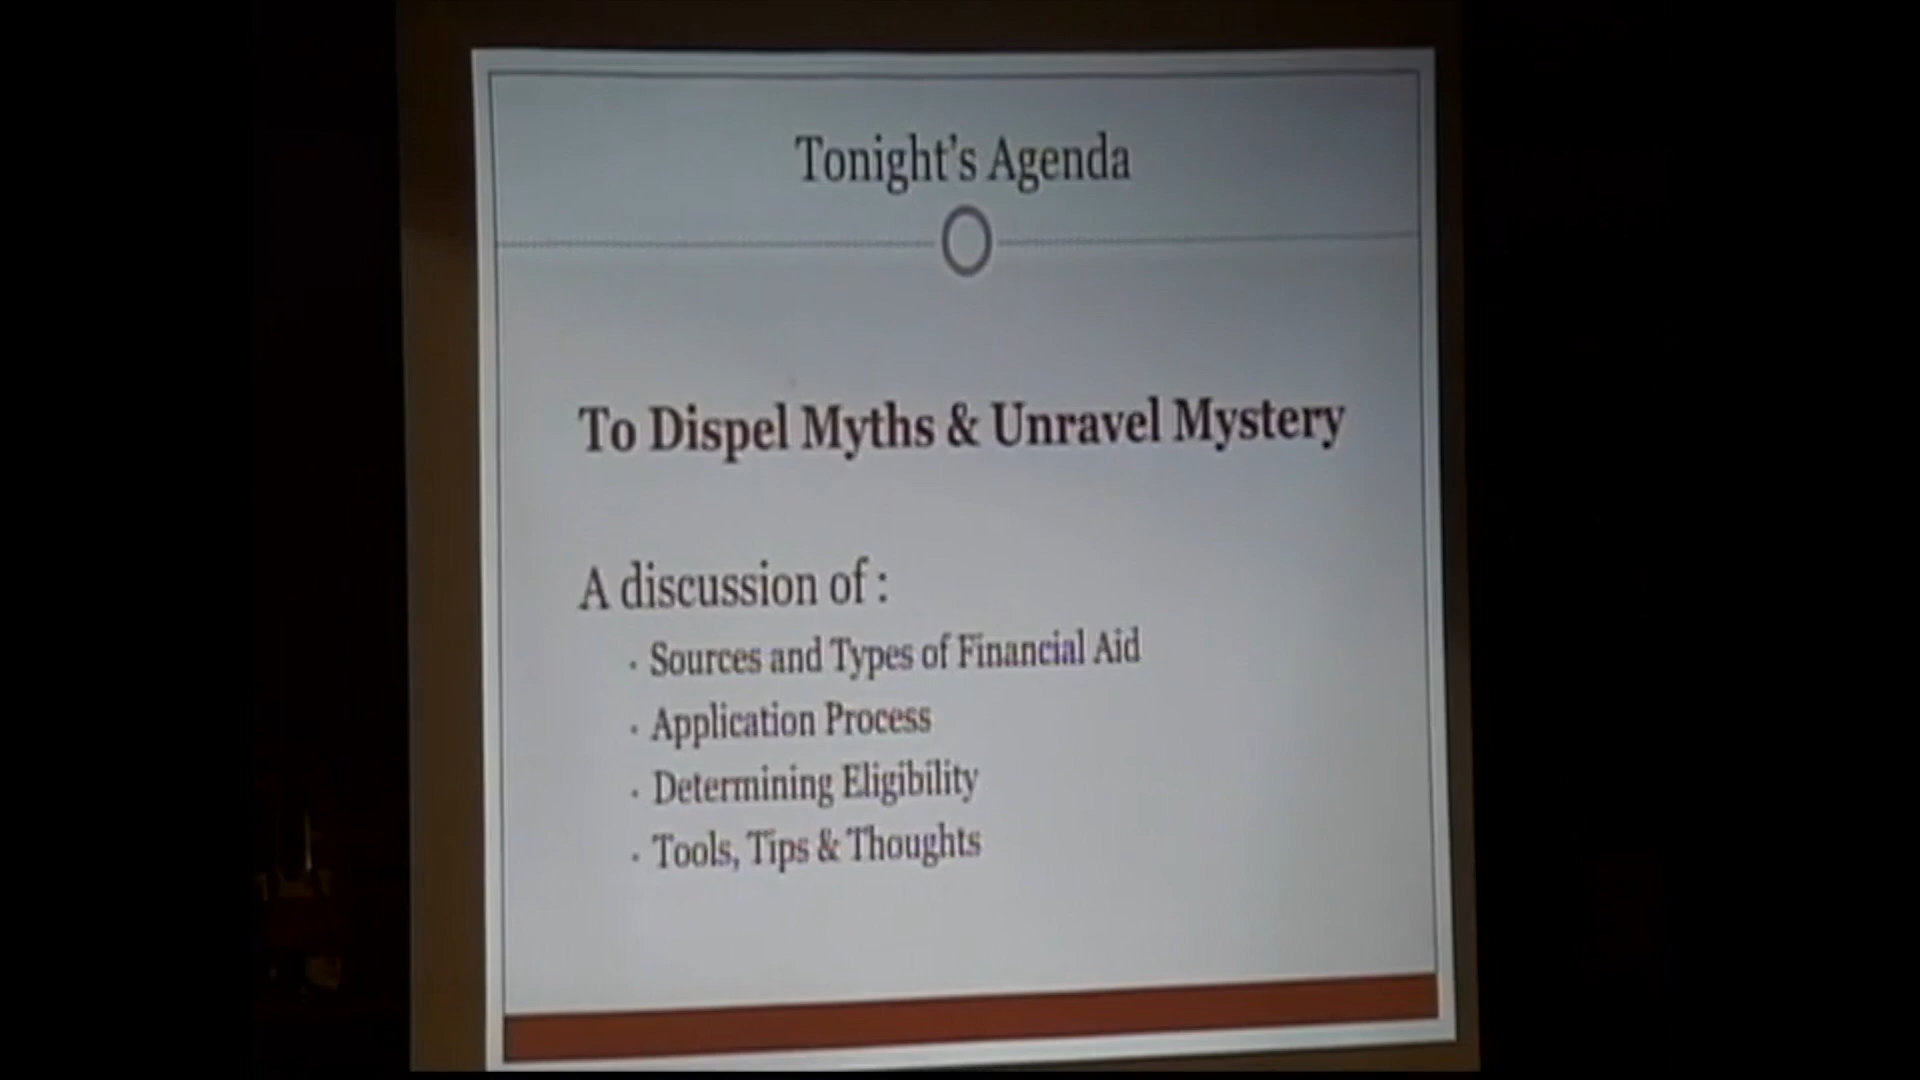 Tonight's Agenda
To Dispel Myths & Unravel Mystery
A discussion of :
· Sources and Types of Financial Aid
· Application Process
· Determining Eligibility
· Tools, Tips & Thoughts